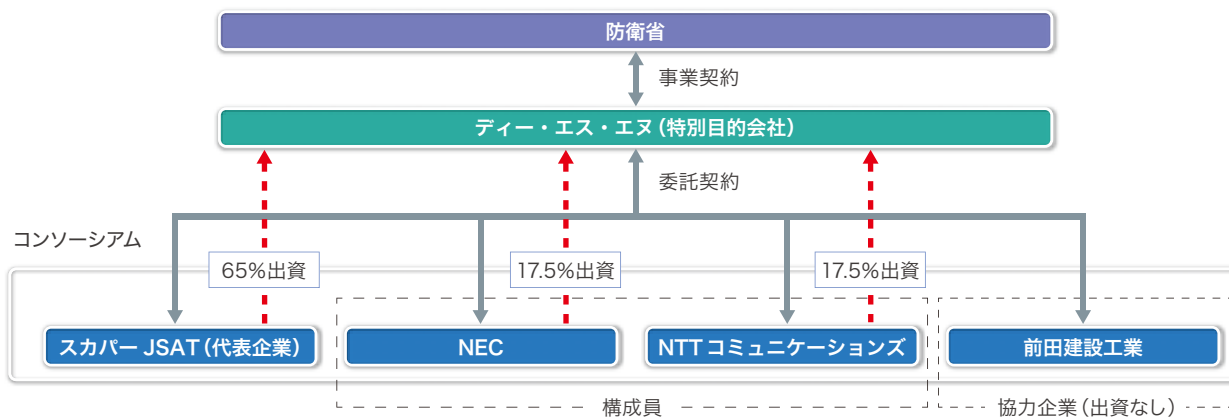 防衛省
事業契約
ディー・エス・エヌ（特別目的会社）
委託契約
コンソーシアム
65%出資
17.5%出資
17.5%出資
スカパー JSAT（代表企業）
NEC
NTTコミュニケーションズ
前田建設工業
構成員
協力企業（出資なし）